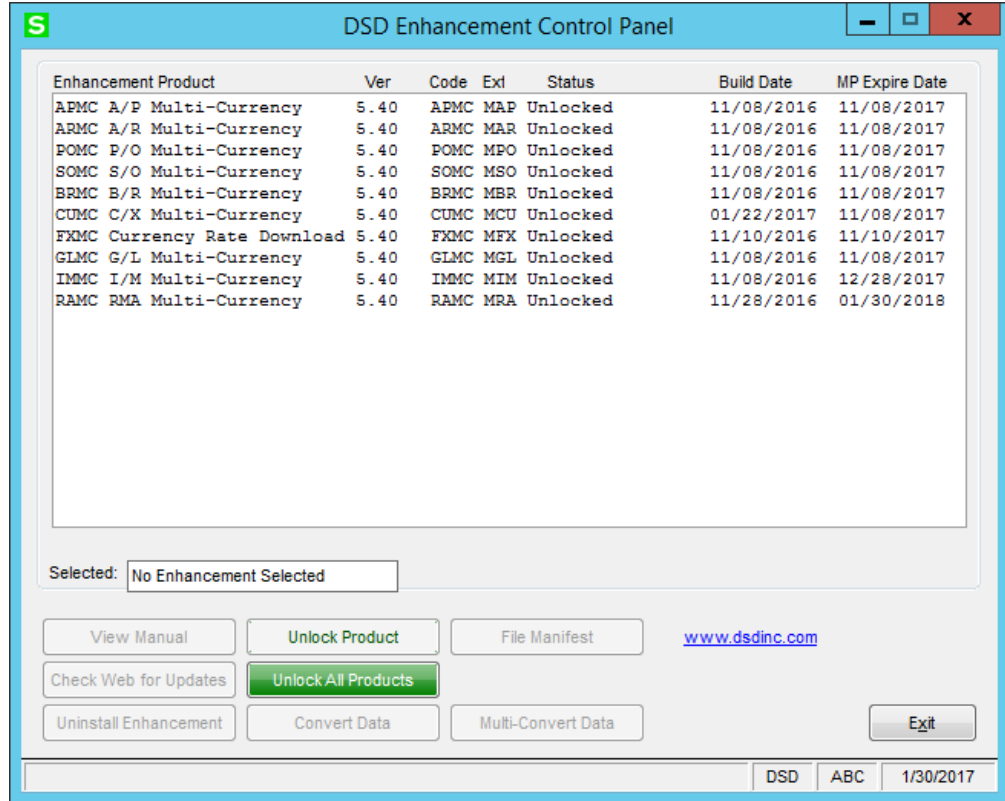 S DSD Enhancement Control Panel X
Enhancement Product Ver Code Ext Status Build Date MP Expire Date
APMC A/P Multi-Currency 5.40 APMC MAP Unlocked 11/08/2016 11/08/2017
ARMC A/R Multi-Currency 5.40 ARMC MAR Unlocked 11/08/2016 11/08/2017
POMC P/O Multi-Currency 5.40 POMC MPO Unlocked 11/08/2016 11/08/2017
SOMC S/O Multi-Currency 5.40 SOMC MSO Unlocked 11/08/2016 11/08/2017
BRMC B/R Multi-Currency 5.40 BRMC MBR Unlocked 11/08/2016 11/08/2017
CUMC C/X Multi-Currency 5.40 CUMC MCU Unlocked 01/22/2017 11/08/2017
FXMC Currency Rate Download 5.40 FXMC MFX Unlocked 11/10/2016 11/10/2017
GLMC G/L Multi-Currency 5.40 GLMC MGL Unlocked 11/08/2016 11/08/2017
IMMC I/M Multi-Currency 5.40 IMMC MIM Unlocked 11/08/2016 12/28/2017
RAMC RMA Multi-Currency 5.40 RAMC MRA Unlocked 11/28/2016 01/30/2018
Selected: No Enhancement Selected
View Manual Unlock Product File Manifest www.dsdinc.com
Check Web for Updates Unlock All Products
Uninstall Enhancement Convert Data Multi-Convert Data Exit
DSD ABC 1/30/2017